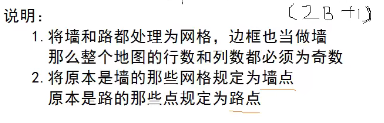 说明： (2B+1)
1. 将墙和路都处理为网格，边框也当做墙
那么整个地图的行数和列数都必须为奇数
2. 将原本是墙的那些网格规定为墙点
原本是路的那些点规定为路点